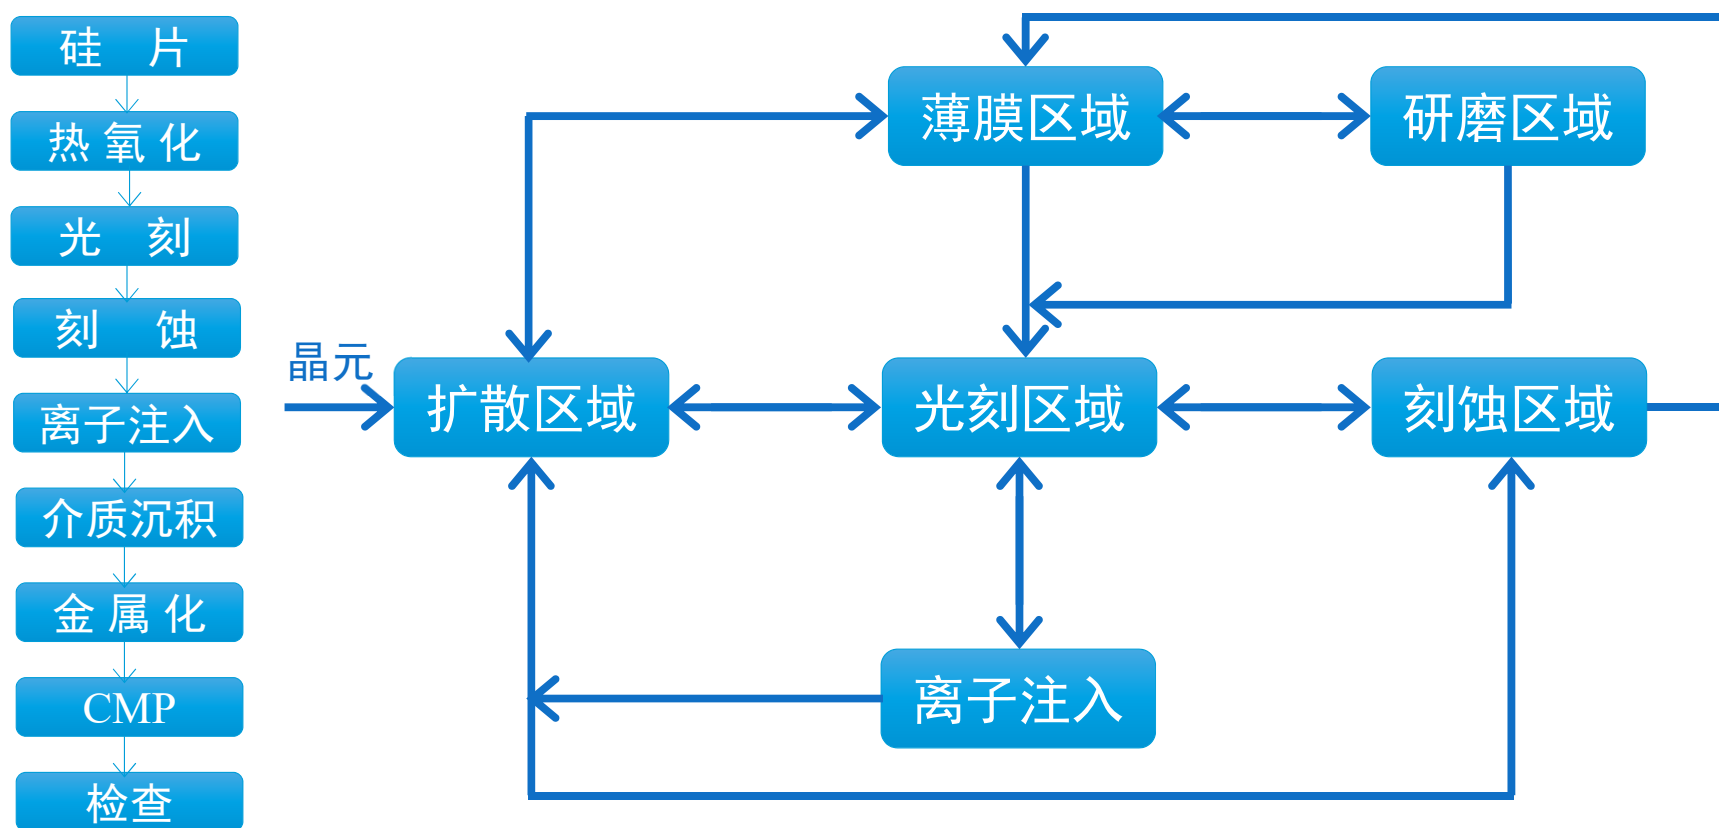 硅 片
热 氧 化
光 刻
刻 蚀
离子注入
介质沉积
金 属 化
CMP
检查
薄膜区域
研磨区域
晶元
扩散区域
光刻区域
刻蚀区域
离子注入